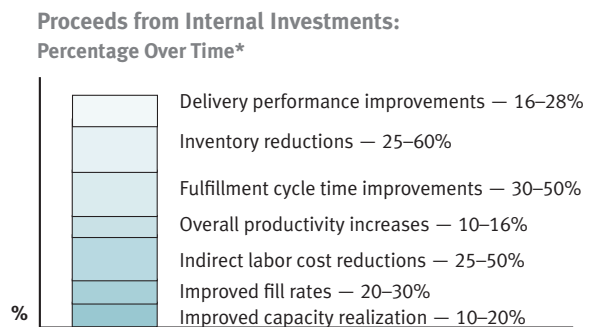 Proceeds from Internal Investments:
Percentage Over Time*
Delivery performance improvements — 16–28%
Inventory reductions — 25–60%
Fulfillment cycle time improvements — 30–50%
Overall productivity increases — 10–16%
Indirect labor cost reductions — 25–50%
Improved fill rates — 20–30%
% Improved capacity realization — 10–20%